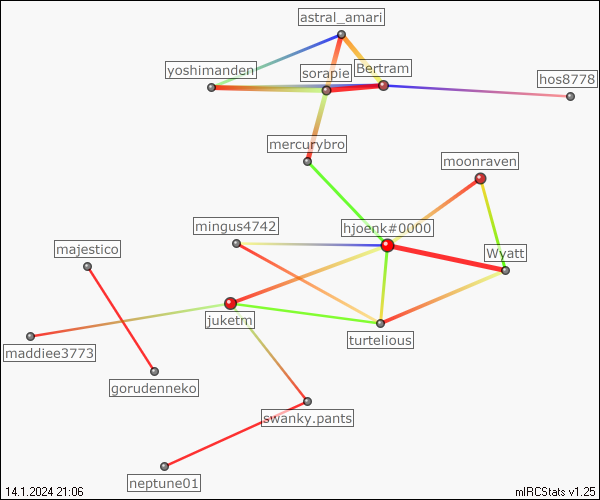 astral_amari
yoshimanden
sorapie
Bertram
hos8778
mercurybro
moonraven
mingus4742
hjoenk#0000
majestico
Wyatt
juketm
turtelious
maddiee3773
gorudenneko
swanky.pants
neptune01
14.1.2024 21:06
mIRCStats v1.25